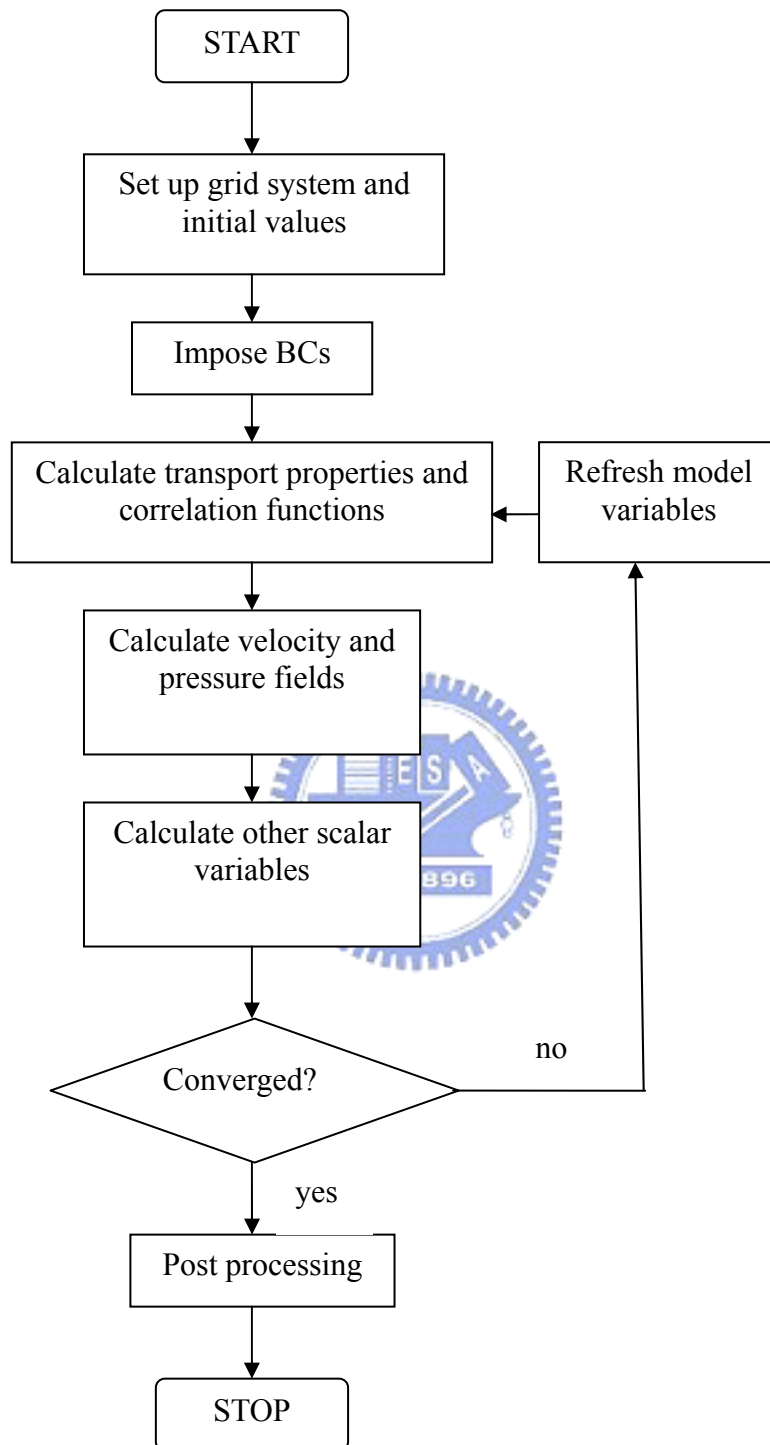 START
Set up grid system and
initial values
Impose BCs
Calculate transport properties and
correlation functions
Refresh model
variables
Calculate velocity and
pressure fields
E S A
Calculate other scalar
variables
896
Converged?
no
yes
Post processing
STOP